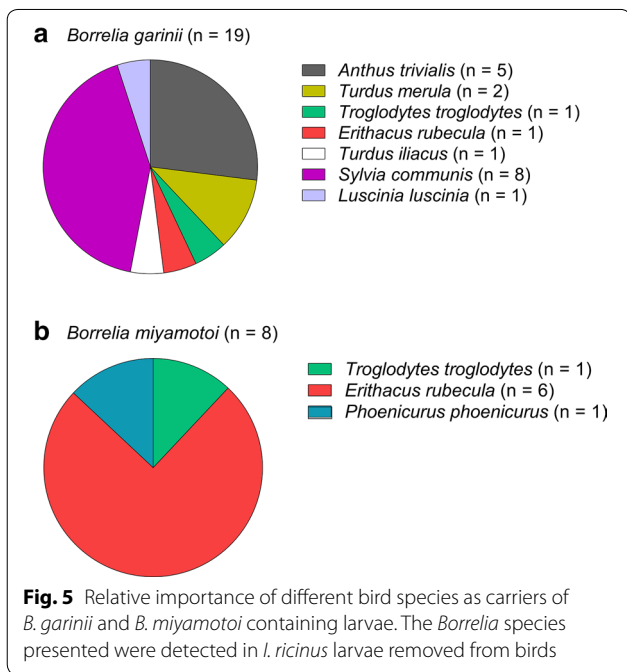 a Borrelia garinii (n = 19)
Anthus trivialis (n = 5)
Turdus merula (n = 2)
Troglodytes troglodytes (n = 1)
Erithacus rubecula (n = 1)
Turdus iliacus (n = 1)
Sylvia communis (n = 8)
Luscinia luscinia (n = 1)
b Borrelia miyamotoi (n = 8)
Troglodytes troglodytes (n = 1)
Erithacus rubecula (n = 6)
Phoenicurus phoenicurus (n = 1)
Fig. 5 Relative importance of different bird species as carriers of
B. garinii and B. miyamotoi containing larvae. The Borrelia species
presented were detected in I. ricinus larvae removed from birds